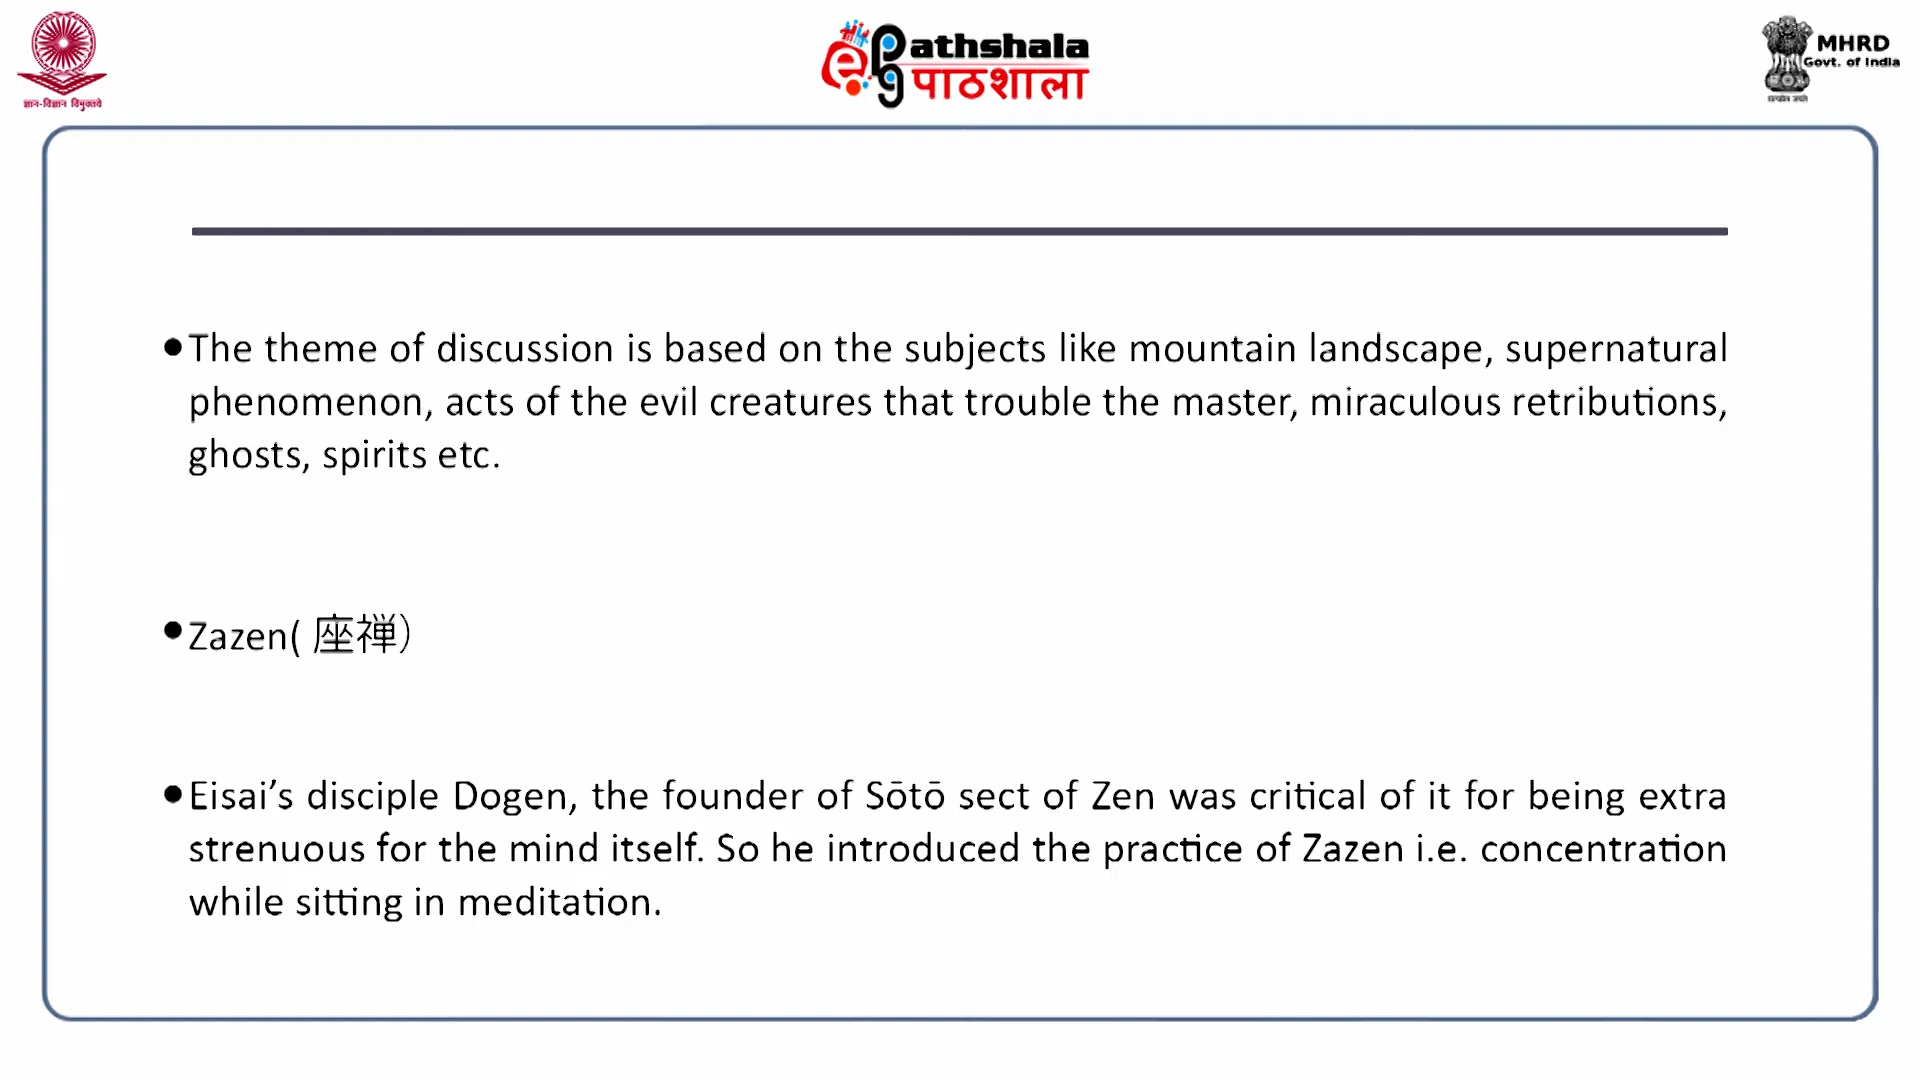 ज्ञान-विज्ञान विमुक्तये
ePathshala
पाठशाला
MHRD
Govt. of India
•The theme of discussion is based on the subjects like mountain landscape, supernatural
phenomenon, acts of the evil creatures that trouble the master, miraculous retributions,
ghosts, spirits etc.
•Zazen( 座禅）
•Eisai’s disciple Dogen, the founder of Sōtō sect of Zen was critical of it for being extra
strenuous for the mind itself. So he introduced the practice of Zazen i.e. concentration
while sitting in meditation.